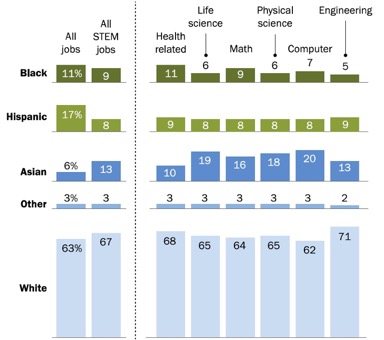 All jobs
All STEM jobs
Health related
Life science
Math
Physical science
Computer
Engineering
Black
11% 9 11 6 9 6 7 5
Hispanic
17% 8 9 8 8 8 8 9
Asian
6% 13 10 19 16 18 20 13
Other
3% 3 3 3 3 3 3 2
White
63% 67 68 65 64 65 62 71